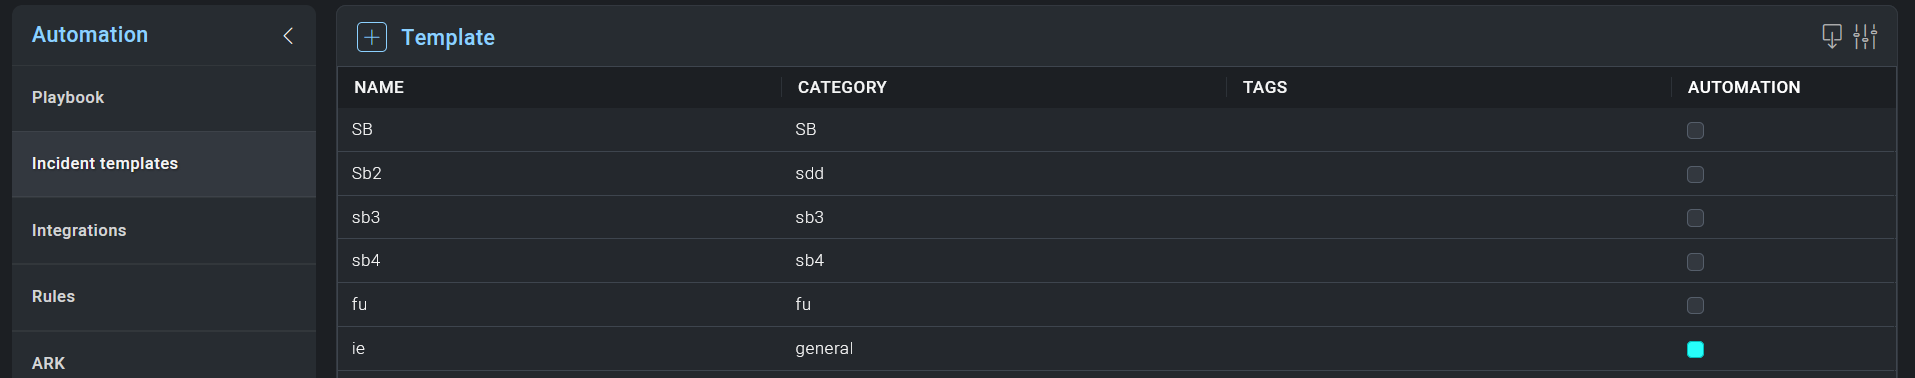 Automation
Playbook
Incident templates
Integrations
Rules
ARK
Template
NAME CATEGORY TAGS AUTOMATION
SB SB
Sb2 sdd
sb3 sb3
sb4 sb4
fu fu
ie general